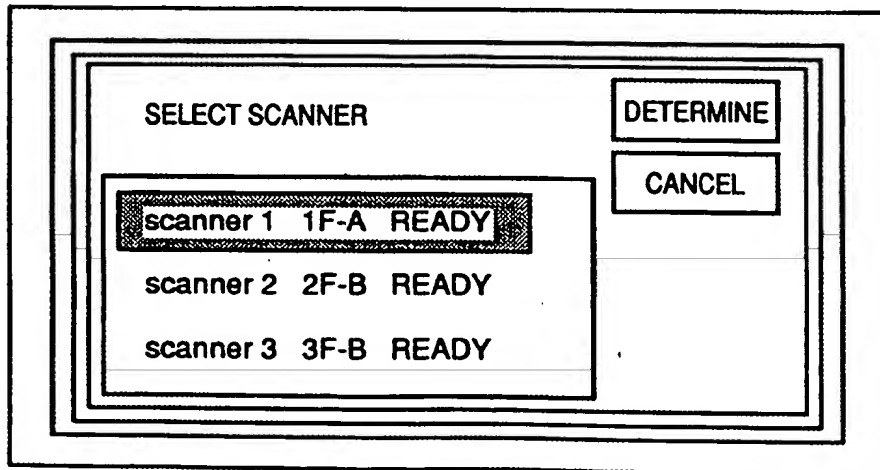 SELECT SCANNER
DETERMINE
CANCEL
scanner 1 1F-A READY
scanner 2 2F-B READY
scanner 3 3F-B READY